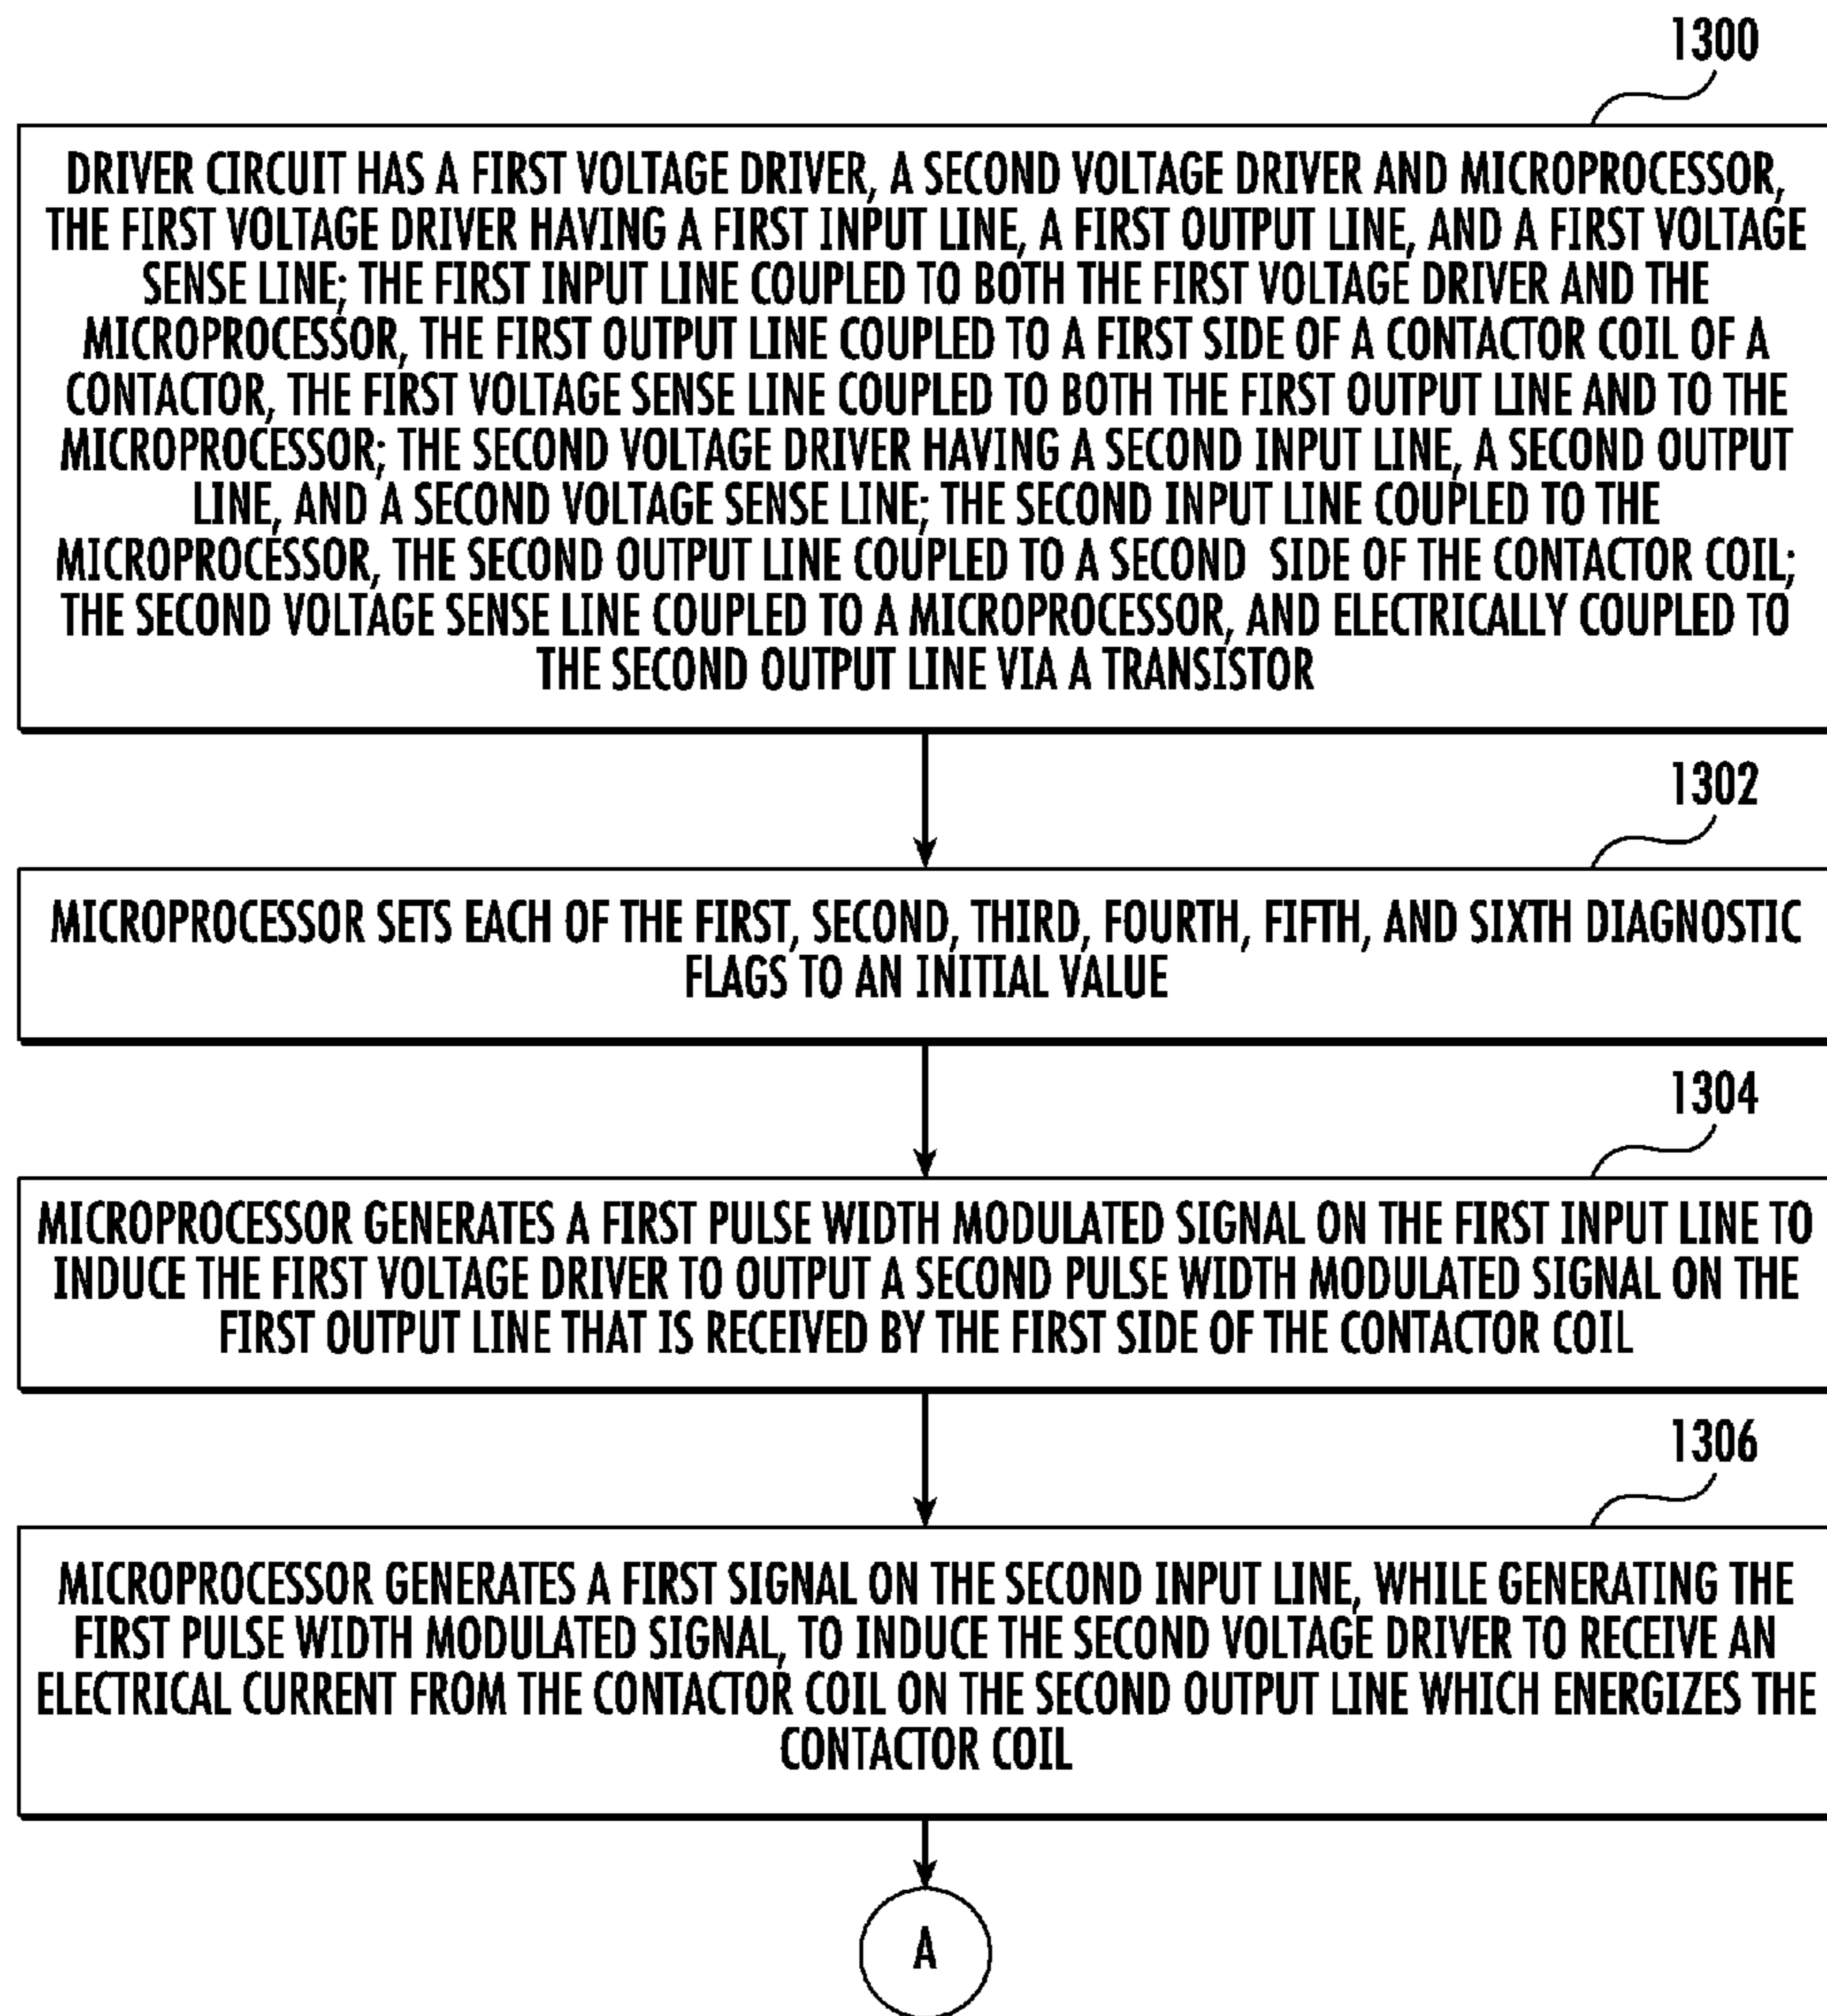 1300
DRIVER CIRCUIT HAS A FIRST VOLTAGE DRIVER, A SECOND VOLTAGE DRIVER AND MICROPROCESSOR,
THE FIRST VOLTAGE DRIVER HAVING A FIRST INPUT LINE, A FIRST OUTPUT LINE, AND A FIRST VOLTAGE
SENSE LINE; THE FIRST INPUT LINE COUPLED TO BOTH THE FIRST VOLTAGE DRIVER AND THE
MICROPROCESSOR, THE FIRST OUTPUT LINE COUPLED TO A FIRST SIDE OF A CONTACTOR COIL OF A
CONTACTOR, THE FIRST VOLTAGE SENSE LINE COUPLED TO BOTH THE FIRST OUTPUT LINE AND TO THE
MICROPROCESSOR; THE SECOND VOLTAGE DRIVER HAVING A SECOND INPUT LINE, A SECOND OUTPUT
LINE, AND A SECOND VOLTAGE SENSE LINE; THE SECOND INPUT LINE COUPLED TO THE
MICROPROCESSOR, THE SECOND OUTPUT LINE COUPLED TO A SECOND SIDE OF THE CONTACTOR COIL;
THE SECOND VOLTAGE SENSE LINE COUPLED TO A MICROPROCESSOR, AND ELECTRICALLY COUPLED TO
THE SECOND OUTPUT LINE VIA A TRANSISTOR
1302
MICROPROCESSOR SETS EACH OF THE FIRST, SECOND, THIRD, FOURTH, FIFTH, AND SIXTH DIAGNOSTIC
FLAGS TO AN INITIAL VALUE
1304
MICROPROCESSOR GENERATES A FIRST PULSE WIDTH MODULATED SIGNAL ON THE FIRST INPUT LINE TO
INDUCE THE FIRST VOLTAGE DRIVER TO OUTPUT A SECOND PULSE WIDTH MODULATED SIGNAL ON THE
FIRST OUTPUT LINE THAT IS RECEIVED BY THE FIRST SIDE OF THE CONTACTOR COIL
1306
MICROPROCESSOR GENERATES A FIRST SIGNAL ON THE SECOND INPUT LINE, WHILE GENERATING THE
FIRST PULSE WIDTH MODULATED SIGNAL, TO INDUCE THE SECOND VOLTAGE DRIVER TO RECEIVE AN
ELECTRICAL CURRENT FROM THE CONTACTOR COIL ON THE SECOND OUTPUT LINE WHICH ENERGIZES THE
CONTACTOR COIL
A